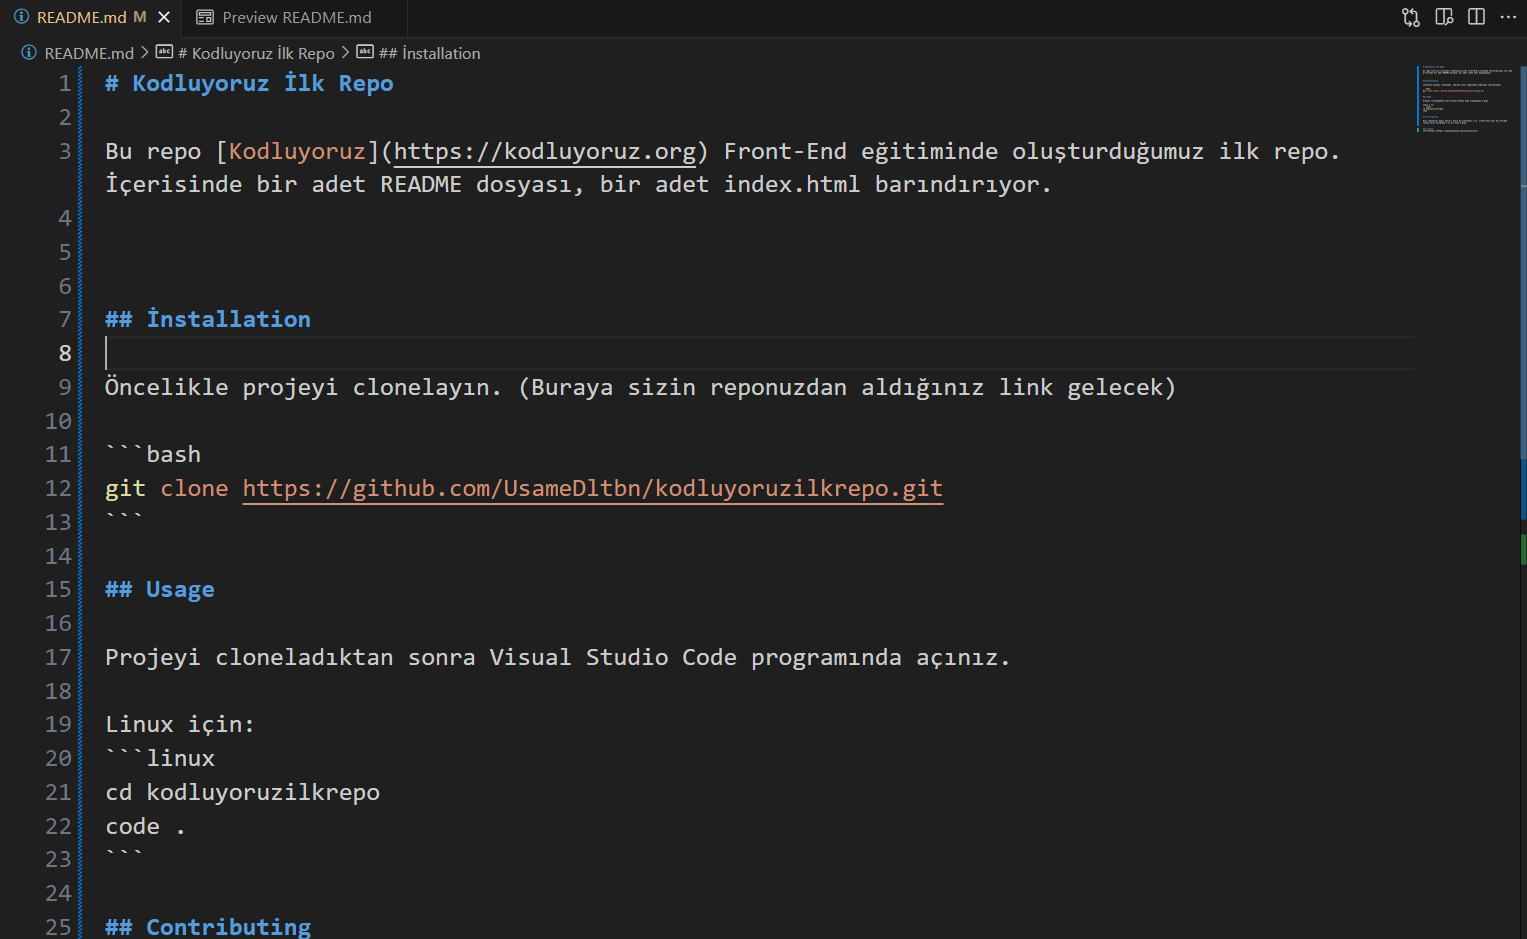 README.md M
Preview README.md
README.md > # Kodluyoruz İlk Repo > ## İnstallation
1 # Kodluyoruz İlk Repo
2
3 Bu repo [Kodluyoruz](https://kodluyoruz.org) Front-End eğitiminde oluşturduğumuz ilk repo.
İçerisinde bir adet README dosyası, bir adet index.html barındırıyor.
4
5
6
7 ## İnstallation
8
9 Öncelikle projeyi clonelayın. (Buraya sizin reponuzdan aldığınız link gelecek)
10
11 ```bash
12 git clone https://github.com/UsameDltbn/kodluyoruzilkrepo.git
13 ```
14
15 ## Usage
16
17 Projeyi cloneladıktan sonra Visual Studio Code programında açınız.
18
19 Linux için:
20 ```linux
21 cd kodluyoruzilkrepo
22 code .
23 ```
24
25 ## Contributing